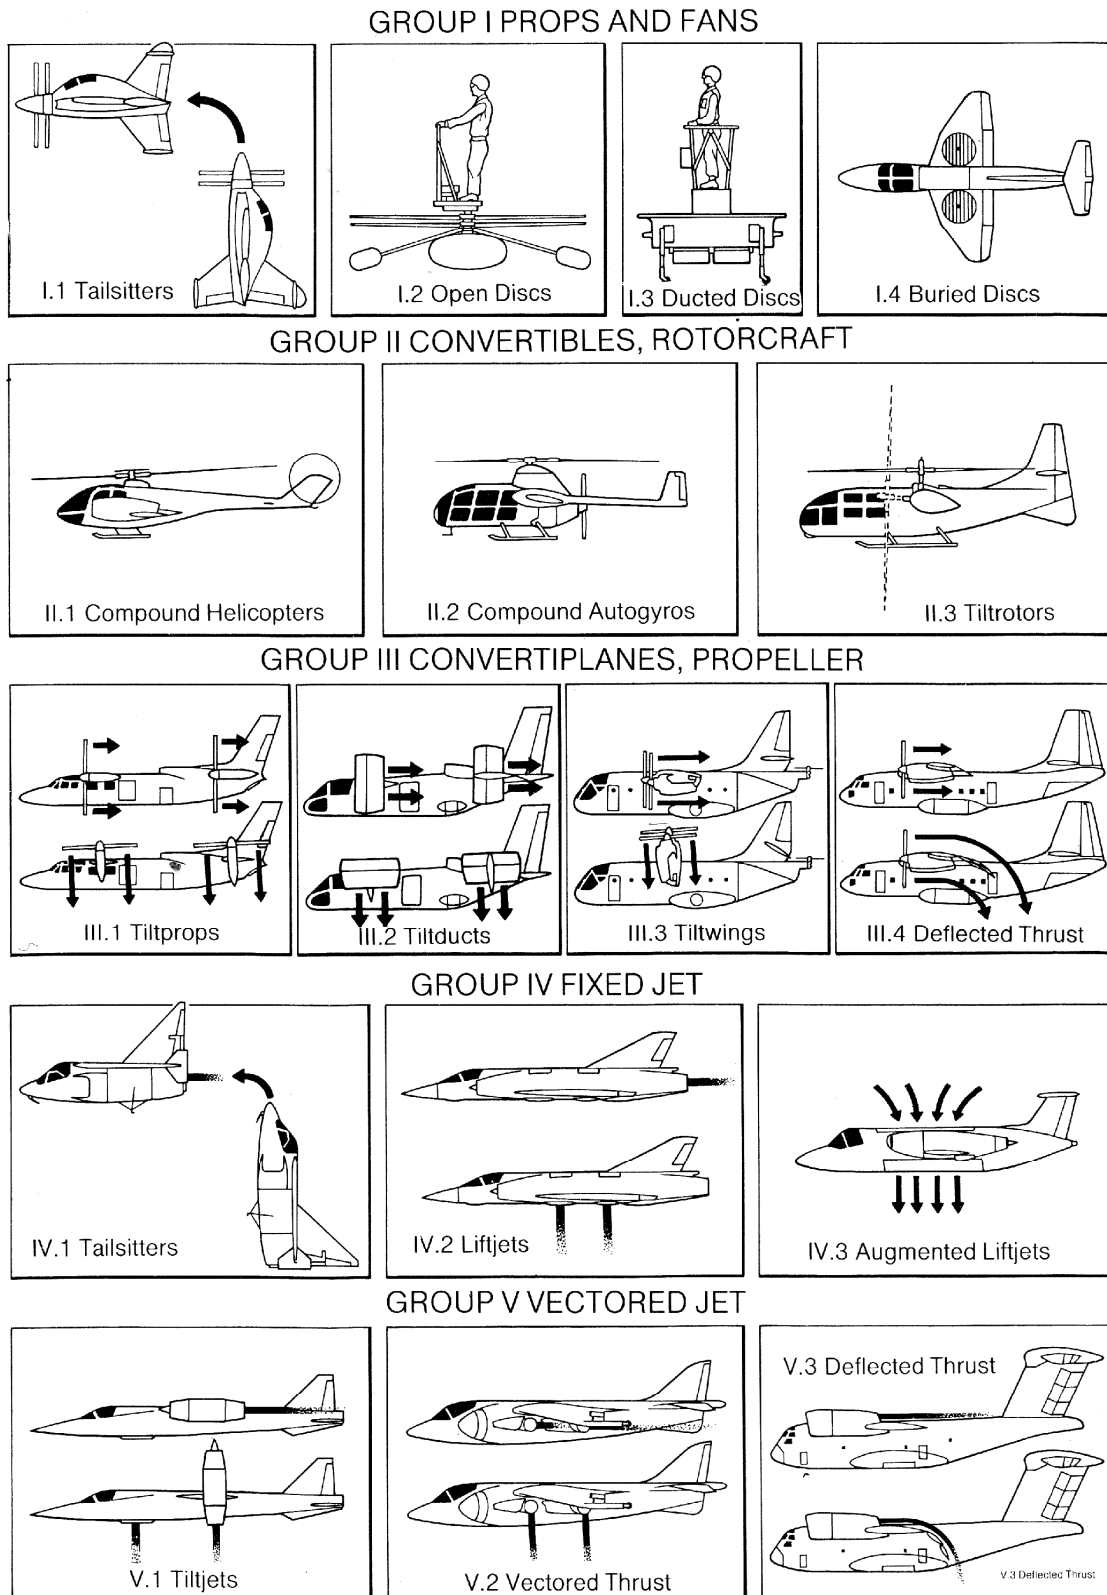 GROUP I PROPS AND FANS
I.1 Tailsitters
I.2 Open Discs
I.3 Ducted Discs
I.4 Buried Discs
GROUP II CONVERTIBLES, ROTORCRAFT
II.1 Compound Helicopters
II.2 Compound Autogyros
II.3 Tiltrotors
GROUP III CONVERTIPLANES, PROPELLER
III.1 Tiltprops
III.2 Tiltducts
III.3 Tiltwings
III.4 Deflected Thrust
GROUP IV FIXED JET
IV.1 Tailsitters
IV.2 Liftjets
IV.3 Augmented Liftjets
GROUP V VECTORED JET
V.1 Tiltjets
V.2 Vectored Thrust
V.3 Deflected Thrust
V.3 Deflected Thrust